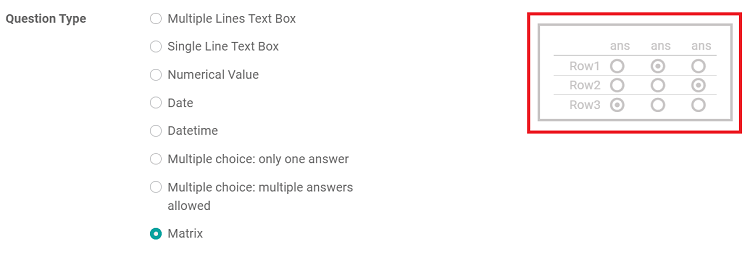 Question Type
Multiple Lines Text Box
Single Line Text Box
Numerical Value
Date
Datetime
Multiple choice: only one answer
Multiple choice: multiple answers
allowed
Matrix
ans ans ans
Row1
Row2
Row3